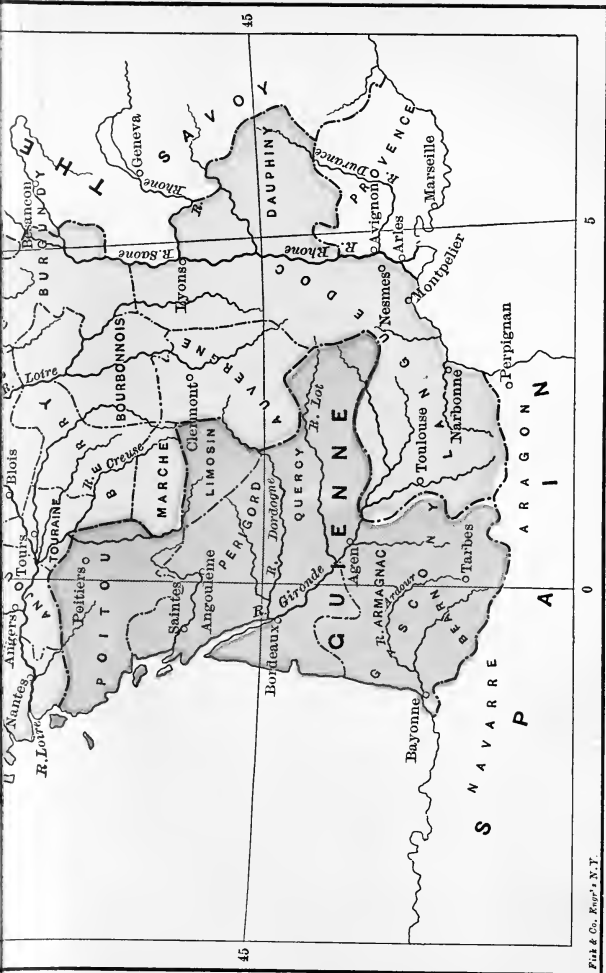 45
5
0
45
Nantes
Angers
Tours
Blois
R. Loire
ANJO
TOURAINE
R. Loire
BERRY
R. Creuse
BOURBONNOIS
BURGUNDY
Besancon
THE
POITOU
Poitiers
MARCHE
Geneva
Rhone
R.
SAVOY
R. Saone
Lyons
Saintes
Angouleme
LIMOSIN
Clermont
AUVERGNE
DAUPHINY
PERIGORD
R. Dordogne
R. Gironde
Bordeaux
QUERCY
R. Lot
R. Rhone
R. Durance
PROVENCE
GUIENNE
Agen
LANGUEDOC
Nesmes
Avignon
Arles
Marseille
Montpelier
R. Ardour
ARMAGNAC
GASCONY
Toulouse
Narbonne
Bayonne
BEARN
Tarbes
Perpignan
NAVARRE
ARAGON
SPAIN
Fisk & Co. Engr's N.Y.